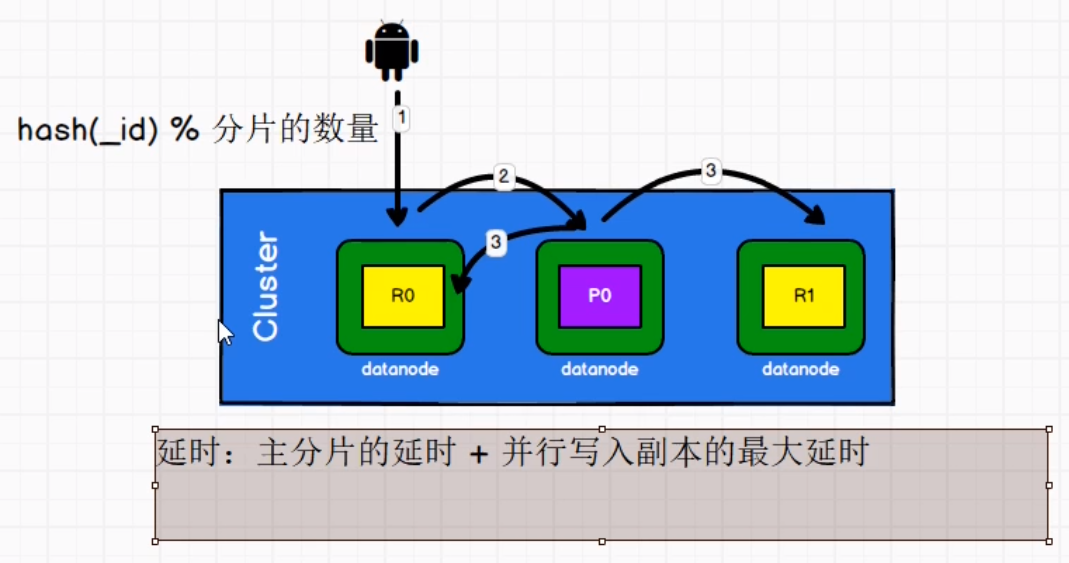 1
hash(_id) % 分片的数量
2
3
3
Cluster
R0
P0
R1
datanode
datanode
datanode
延时：主分片的延时 + 并行写入副本的最大延时